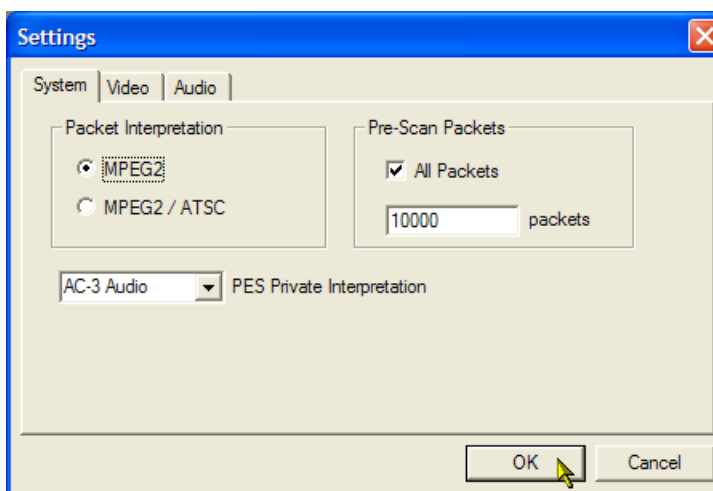 Settings
System Video Audio
Packet Interpretation
MPEG2
MPEG2 / ATSC
Pre-Scan Packets
All Packets
10000 packets
AC-3 Audio PES Private Interpretation
OK Cancel